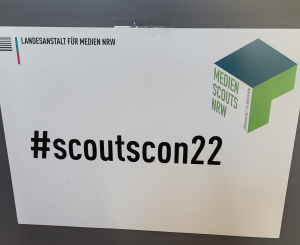 LANDESANSTALT FÜR MEDIEN NRW
MEDIEN
SCOUTS
NRW
#scoutscon22